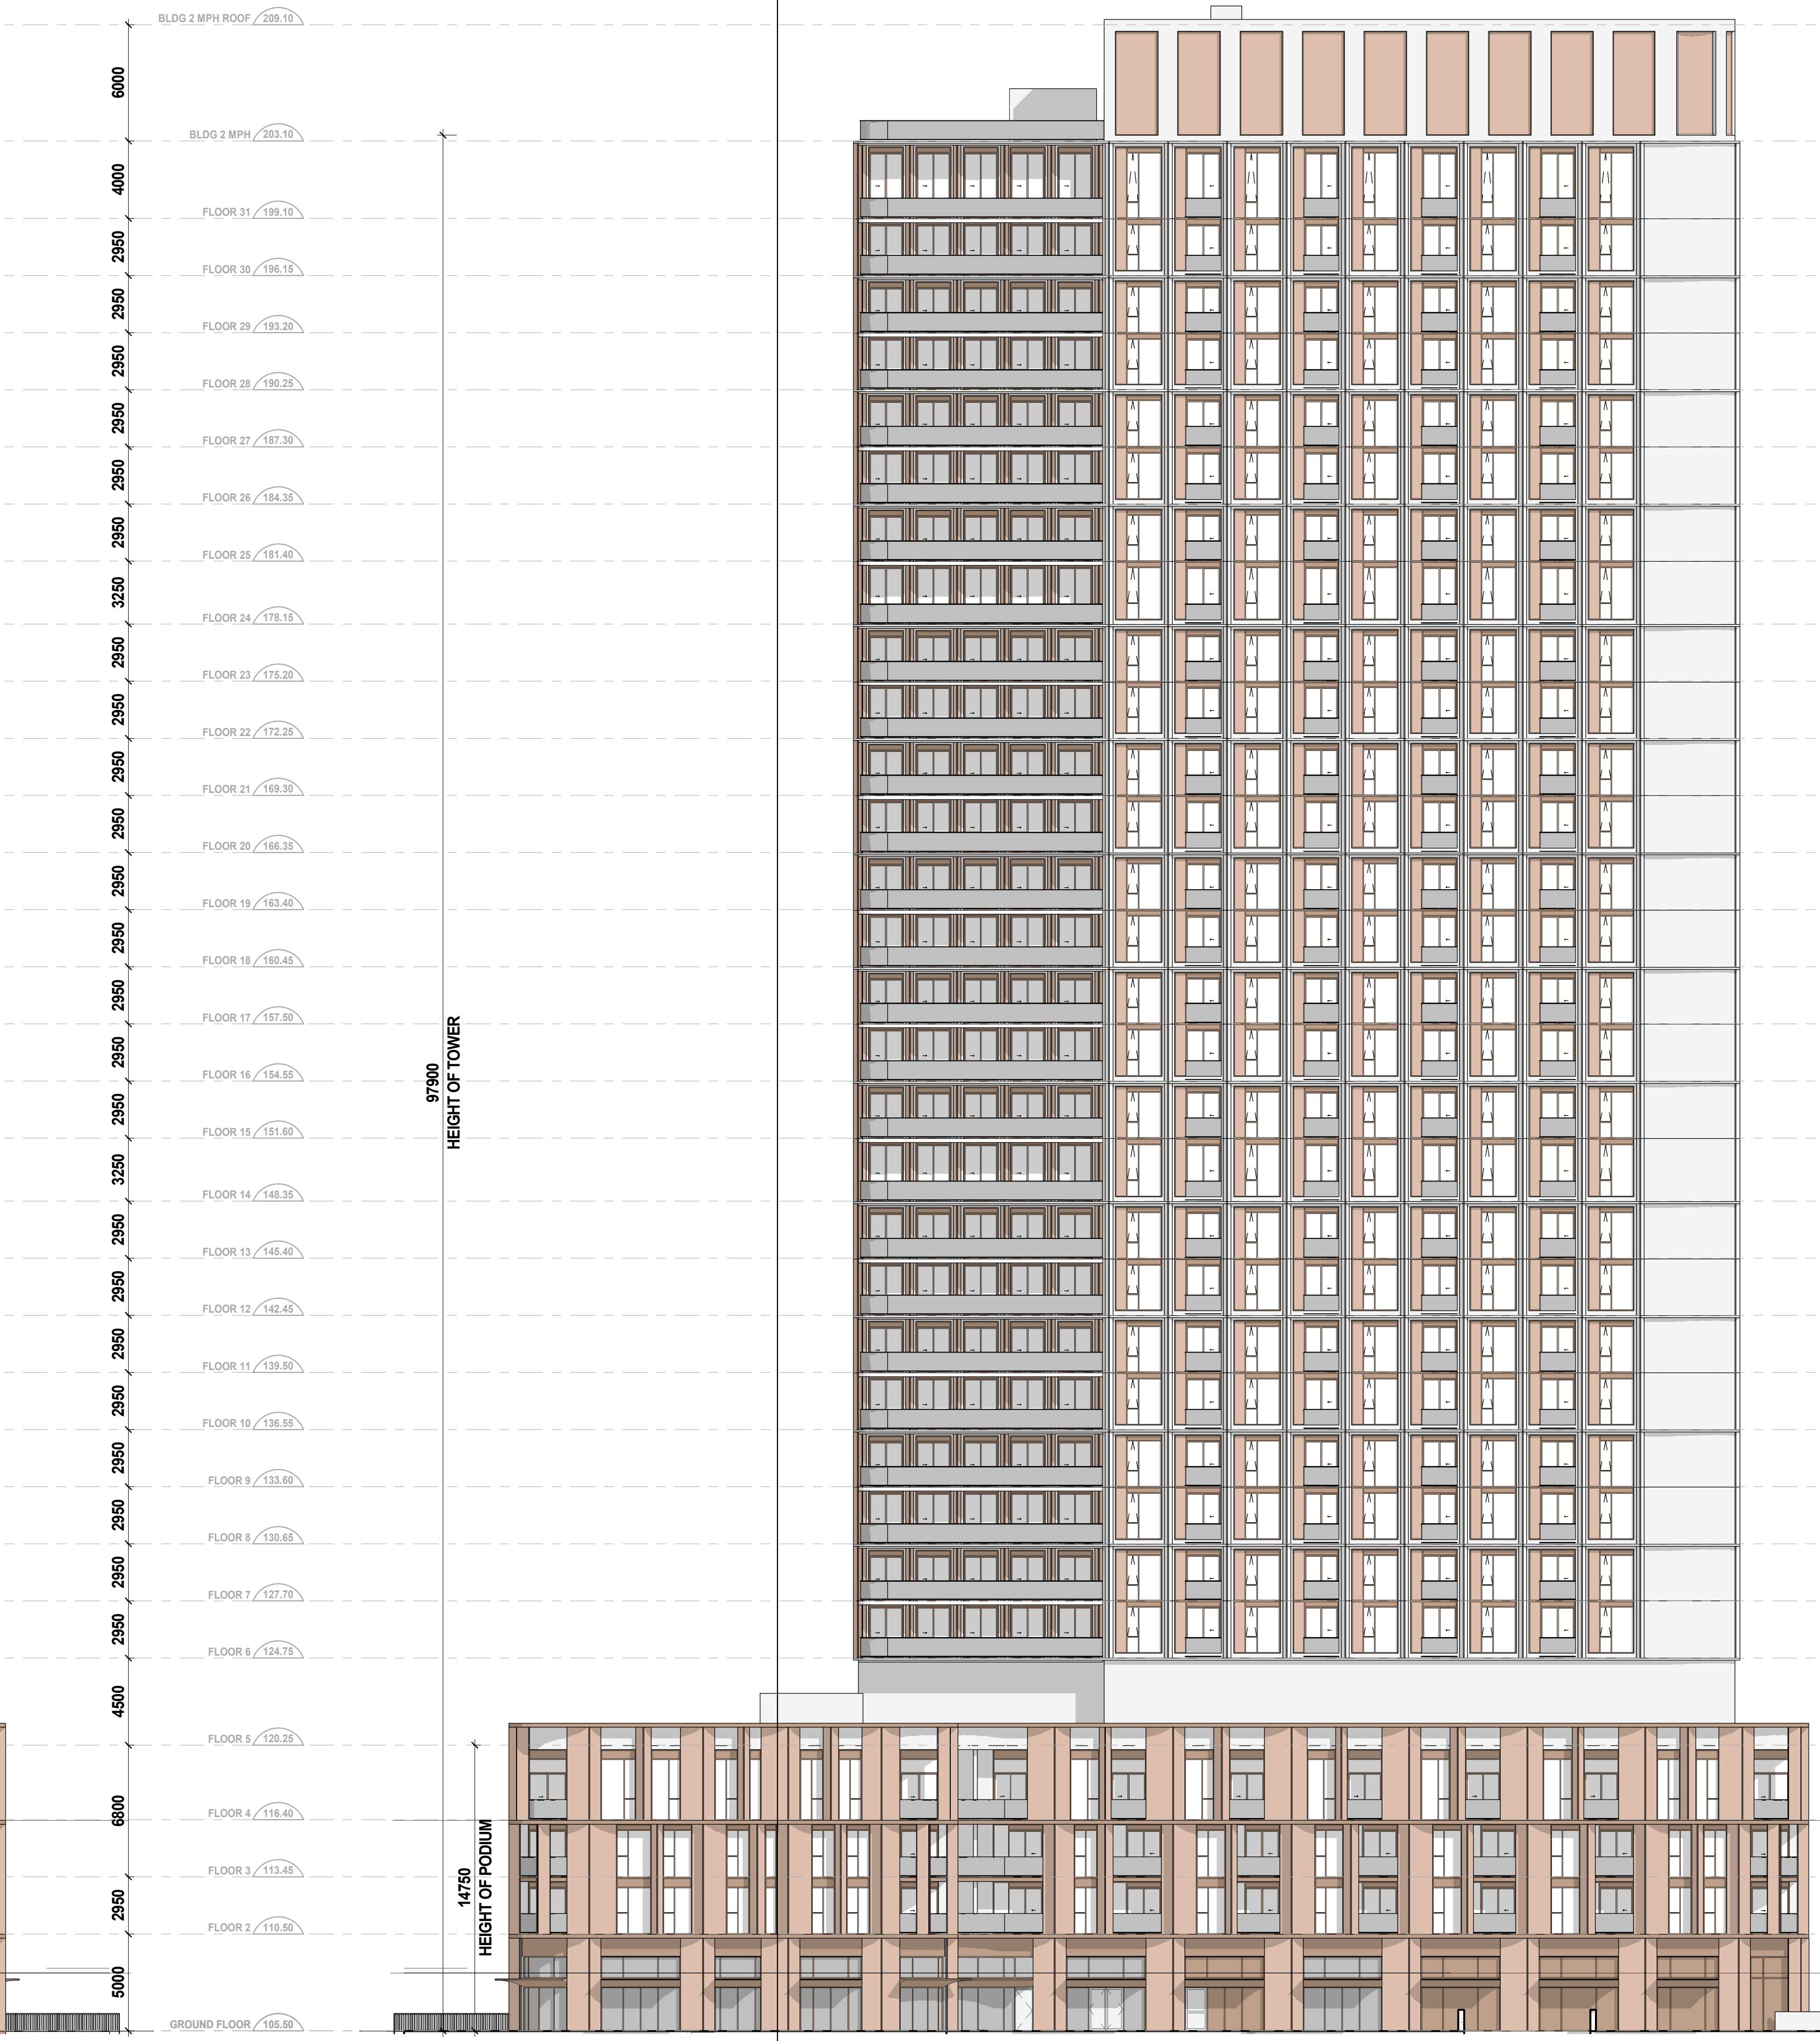 BLDG 2 MPH ROOF 209.10
6000
BLDG 2 MPH 203.10
4000
FLOOR 31 199.10
2950
FLOOR 30 196.15
2950
FLOOR 29 193.20
2950
FLOOR 28 190.25
2950
FLOOR 27 187.30
2950
FLOOR 26 184.35
2950
FLOOR 25 181.40
3250
FLOOR 24 178.15
2950
FLOOR 23 175.20
2950
FLOOR 22 172.25
2950
FLOOR 21 169.30
2950
FLOOR 20 166.35
2950
FLOOR 19 163.40
2950
FLOOR 18 160.45
2950
FLOOR 17 157.50
2950
FLOOR 16 154.55
97900
HEIGHT OF TOWER
2950
FLOOR 15 151.60
3250
FLOOR 14 148.35
2950
FLOOR 13 145.40
2950
FLOOR 12 142.45
2950
FLOOR 11 139.50
2950
FLOOR 10 136.55
2950
FLOOR 9 133.60
2950
FLOOR 8 130.65
2950
FLOOR 7 127.70
2950
FLOOR 6 124.75
4500
FLOOR 5 120.25
6800
FLOOR 4 116.40
FLOOR 3 113.45
14750
HEIGHT OF PODIUM
2950
FLOOR 2 110.50
5000
GROUND FLOOR 105.50